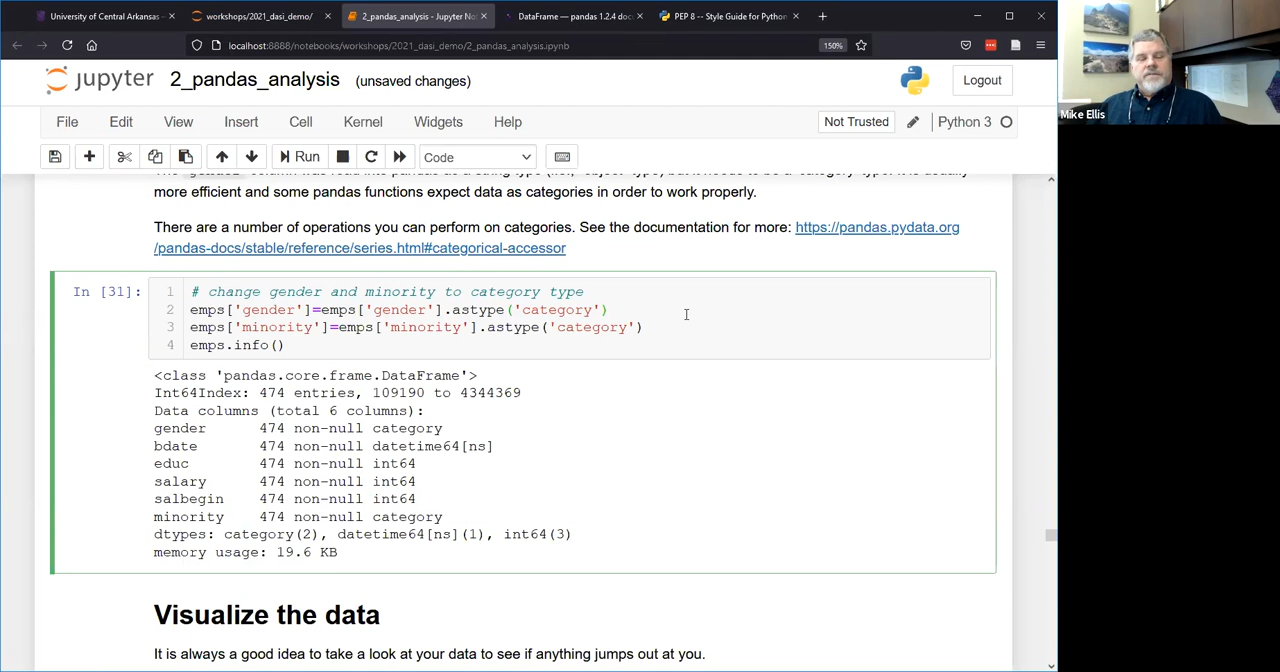 University of Central Arkansas
workshops/2021_dasi_demo/
2_pandas_analysis - Jupyter No
DataFrame — pandas 1.2.4 doc
PEP 8 -- Style Guide for Python
localhost:8888/notebooks/workshops/2021_dasi_demo/2_pandas_analysis.ipynb
150%
jupyter 2_pandas_analysis (unsaved changes)
Logout
File Edit View Insert Cell Kernel Widgets Help
Not Trusted
Python 3
Run
Code
Mike Ellis
more efficient and some pandas functions expect data as categories in order to work properly.
There are a number of operations you can perform on categories. See the documentation for more: https://pandas.pydata.org
/pandas-docs/stable/reference/series.html#categorical-accessor
In [31]:
1 # change gender and minority to category type
2 emps['gender']=emps['gender'].astype('category')
3 emps['minority']=emps['minority'].astype('category')
4 emps.info()
<class 'pandas.core.frame.DataFrame'>
Int64Index: 474 entries, 109190 to 4344369
Data columns (total 6 columns):
gender 474 non-null category
bdate 474 non-null datetime64[ns]
educ 474 non-null int64
salary 474 non-null int64
salbegin 474 non-null int64
minority 474 non-null category
dtypes: category(2), datetime64[ns](1), int64(3)
memory usage: 19.6 KB
Visualize the data
It is always a good idea to take a look at your data to see if anything jumps out at you.